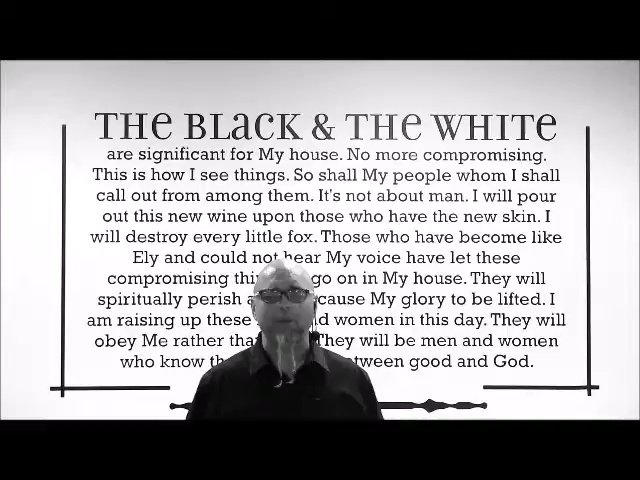 THE BLACK & THE WHITE
are significant for My house. No more compromising.
This is how I see things. So shall My people whom I shall
call out from among them. It's not about man. I will pour
out this new wine upon those who have the new skin. I
will destroy every little fox. Those who have become like
Ely and could not hear My voice have let these
compromising go on in My house. They will
spiritually perish cause My glory to be lifted. I
am raising up these women in this day. They will
obey Me rather They will be men and women
who know between good and God.